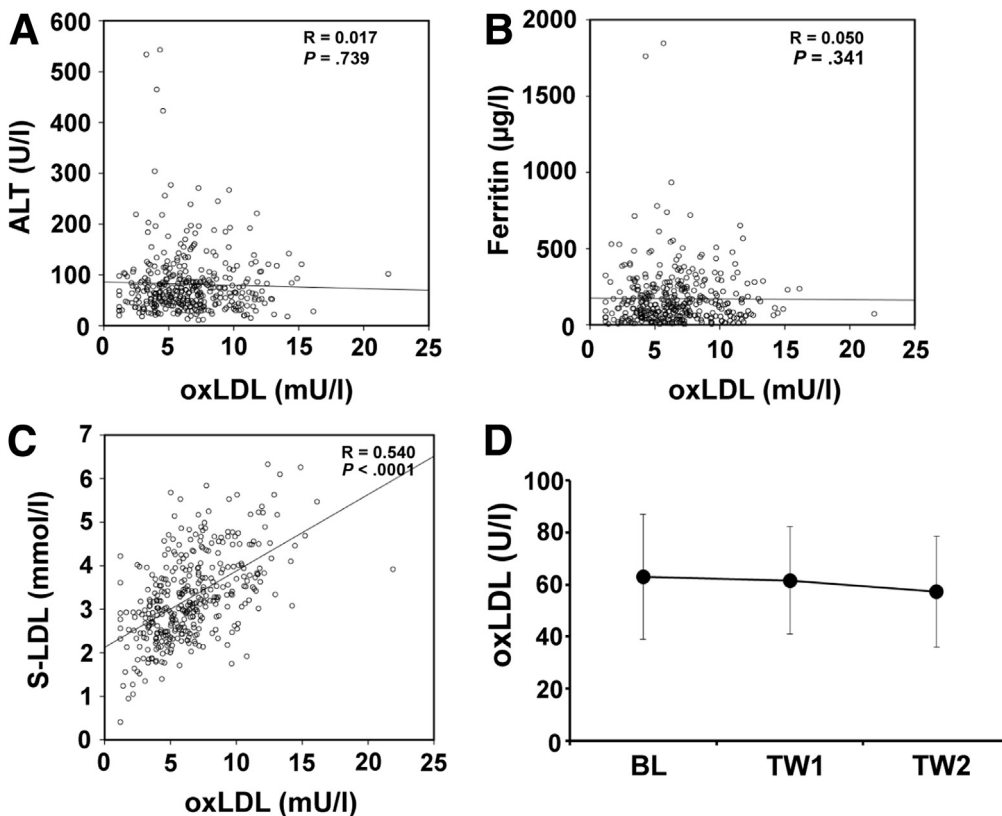 A
R = 0.017
P = .739
600
500
400
300
200
100
0
ALT (U/l)
0 5 10 15 20 25
oxLDL (mU/l)
B
R = 0.050
P = .341
2000
1500
1000
500
0
Ferritin (µg/l)
0 5 10 15 20 25
oxLDL (mU/l)
C
R = 0.540
P < .0001
7
6
5
4
3
2
1
0
S-LDL (mmol/l)
0 5 10 15 20 25
oxLDL (mU/l)
D
100
80
60
40
20
0
oxLDL (U/l)
BL TW1 TW2